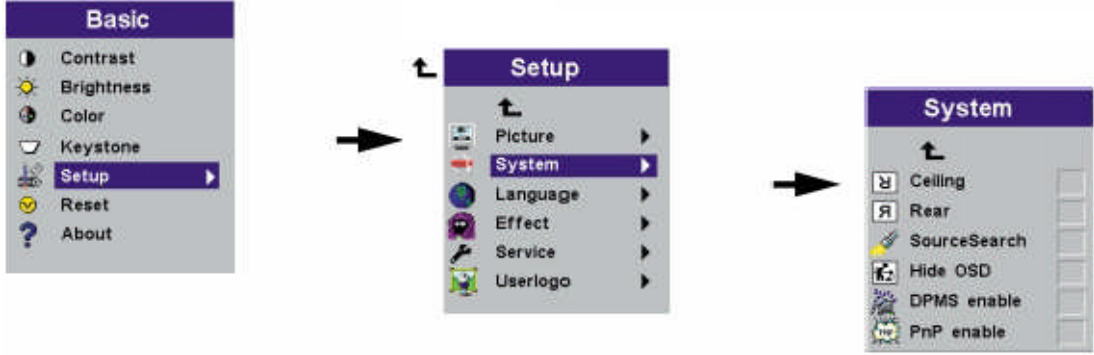 Basic
Contrast
Brightness
Color
Keystone
Setup
Reset
About
Setup
Picture
System
Language
Effect
Service
Userlogo
System
Ceiling
Rear
SourceSearch
Hide OSD
DPMS enable
PnP enable